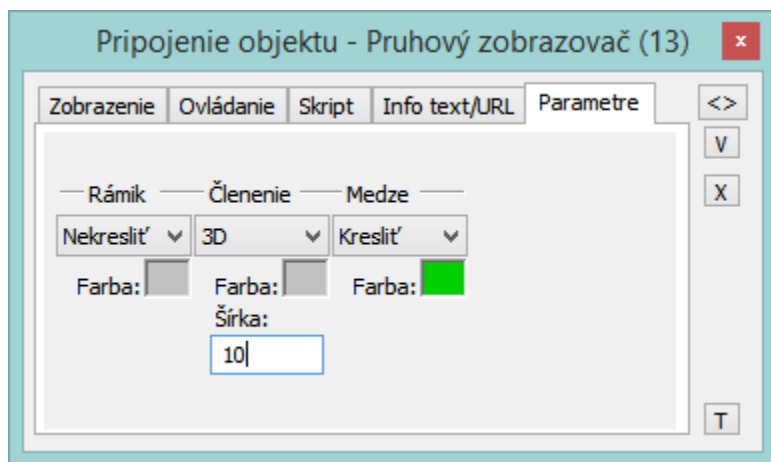 Pripojenie objektu - Pruhový zobrazovač (13) x
Zobrazenie Ovládanie Skript Info text/URL Parametre <>
V
Rámik Členenie Medze X
Nekresliť 3D Kresliť
Farba: Farba: Farba:
Šírka:
10
T